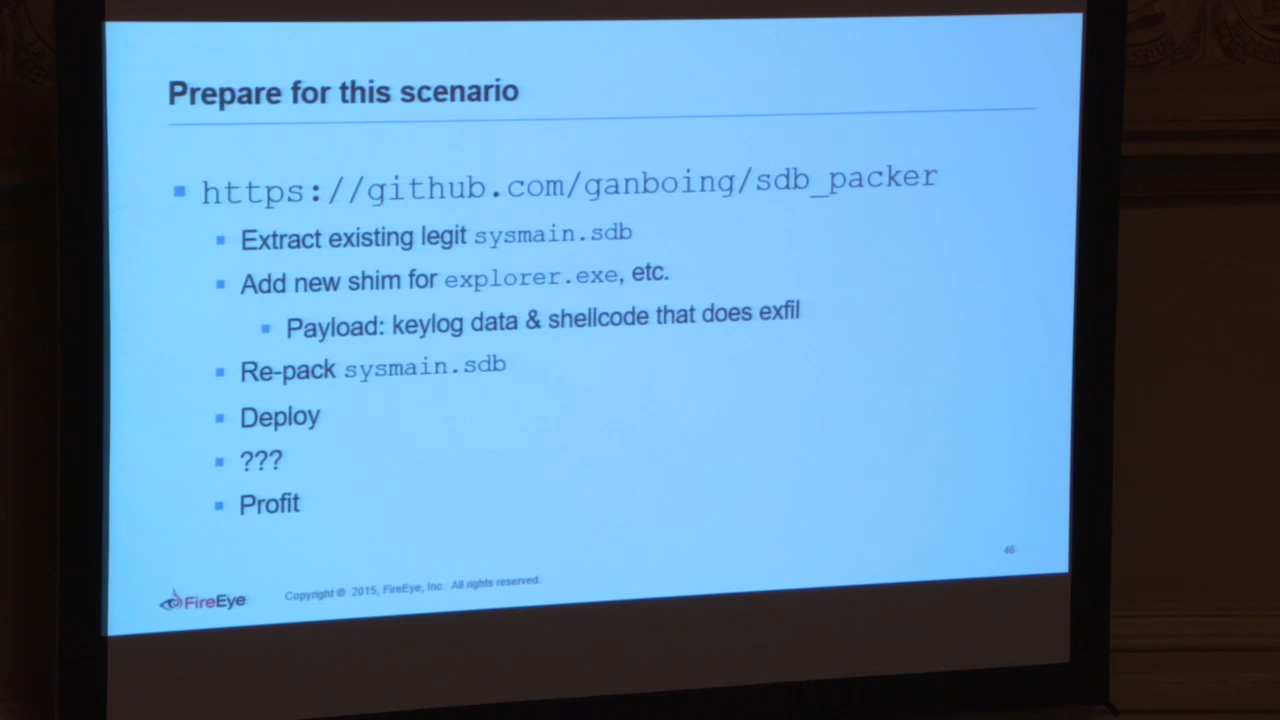 Prepare for this scenario
https://github.com/ganboing/sdb_packer
Extract existing legit sysmain.sdb
Add new shim for explorer.exe, etc.
Payload: keylog data & shellcode that does exfil
Re-pack sysmain.sdb
Deploy
???
Profit
46
FireEye
Copyright © 2015, FireEye, Inc. All rights reserved.